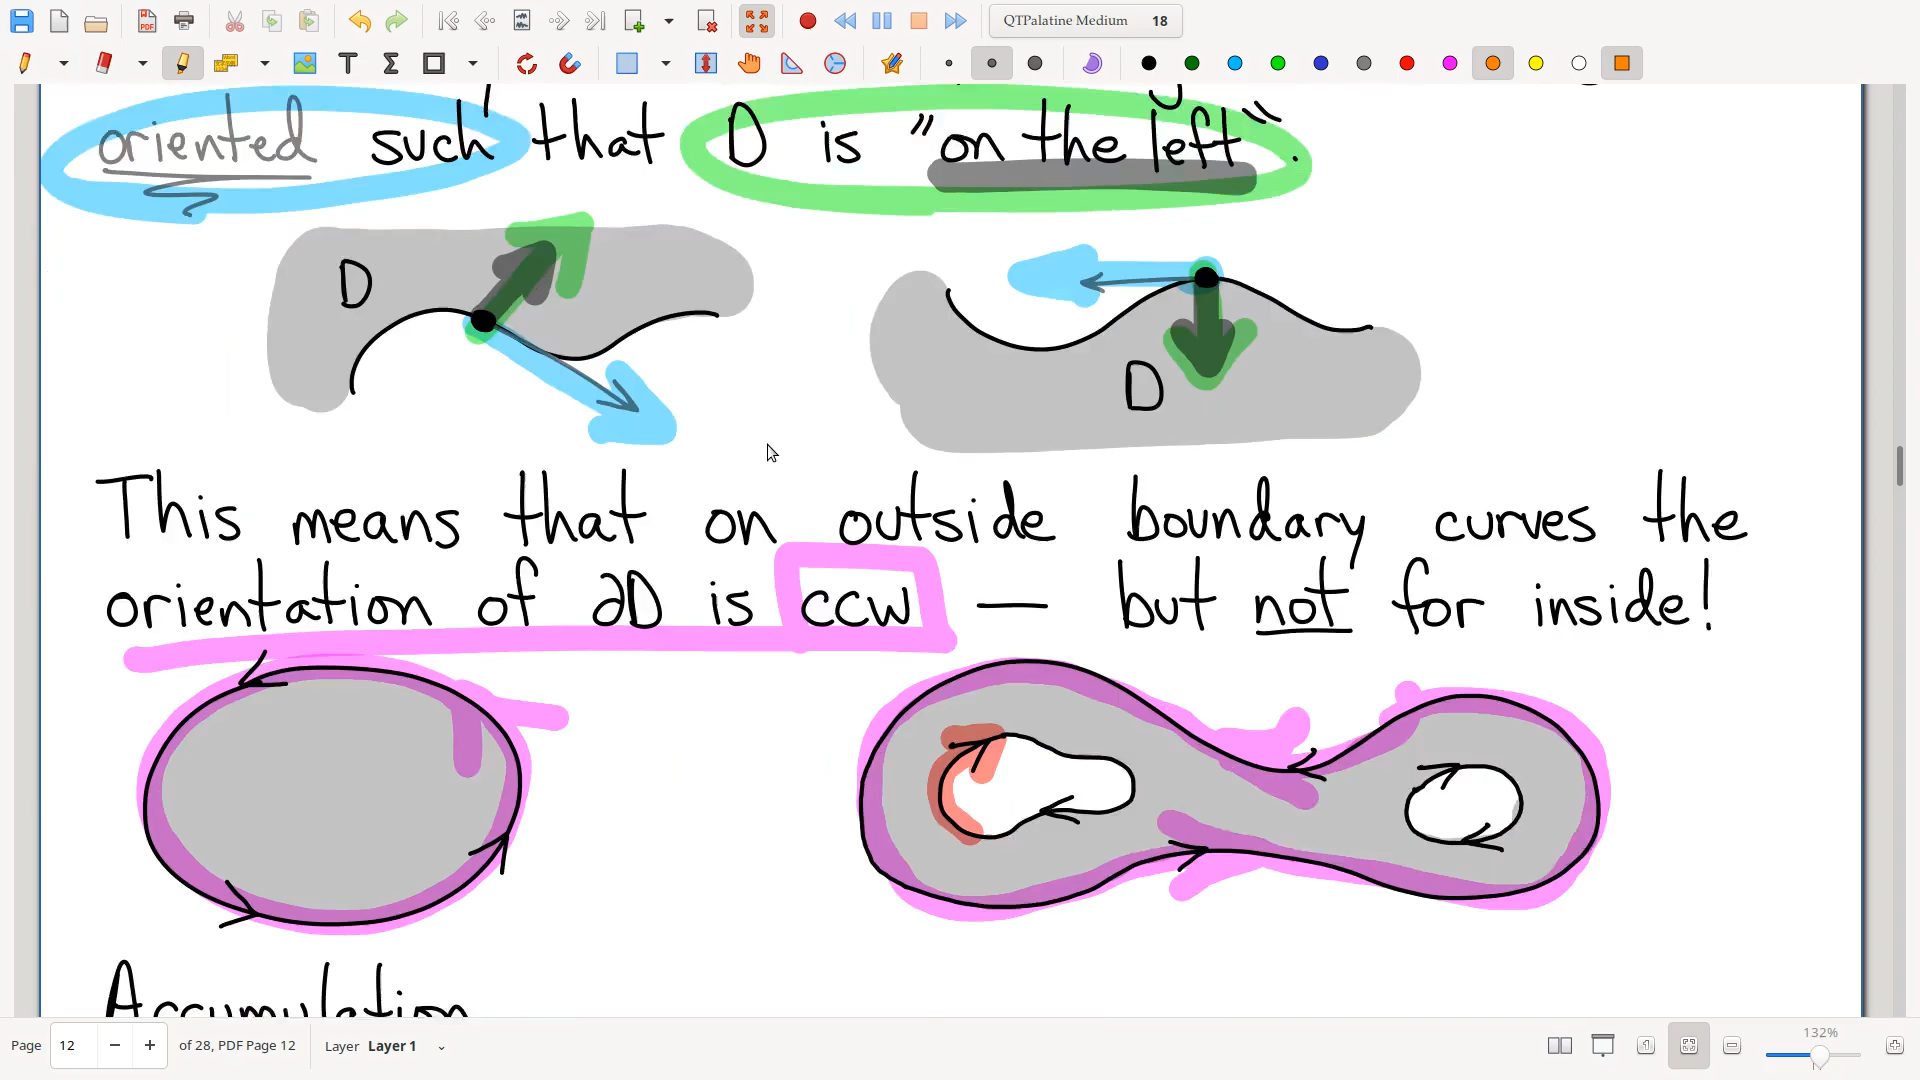 QTPalatine Medium 18
oriented such that D is "on the left".
D
D
This means that on outside boundary curves the
orientation of ∂D is ccw — but not for inside!
Accumulation
Page 12 of 28, PDF Page 12 Layer Layer 1 132%